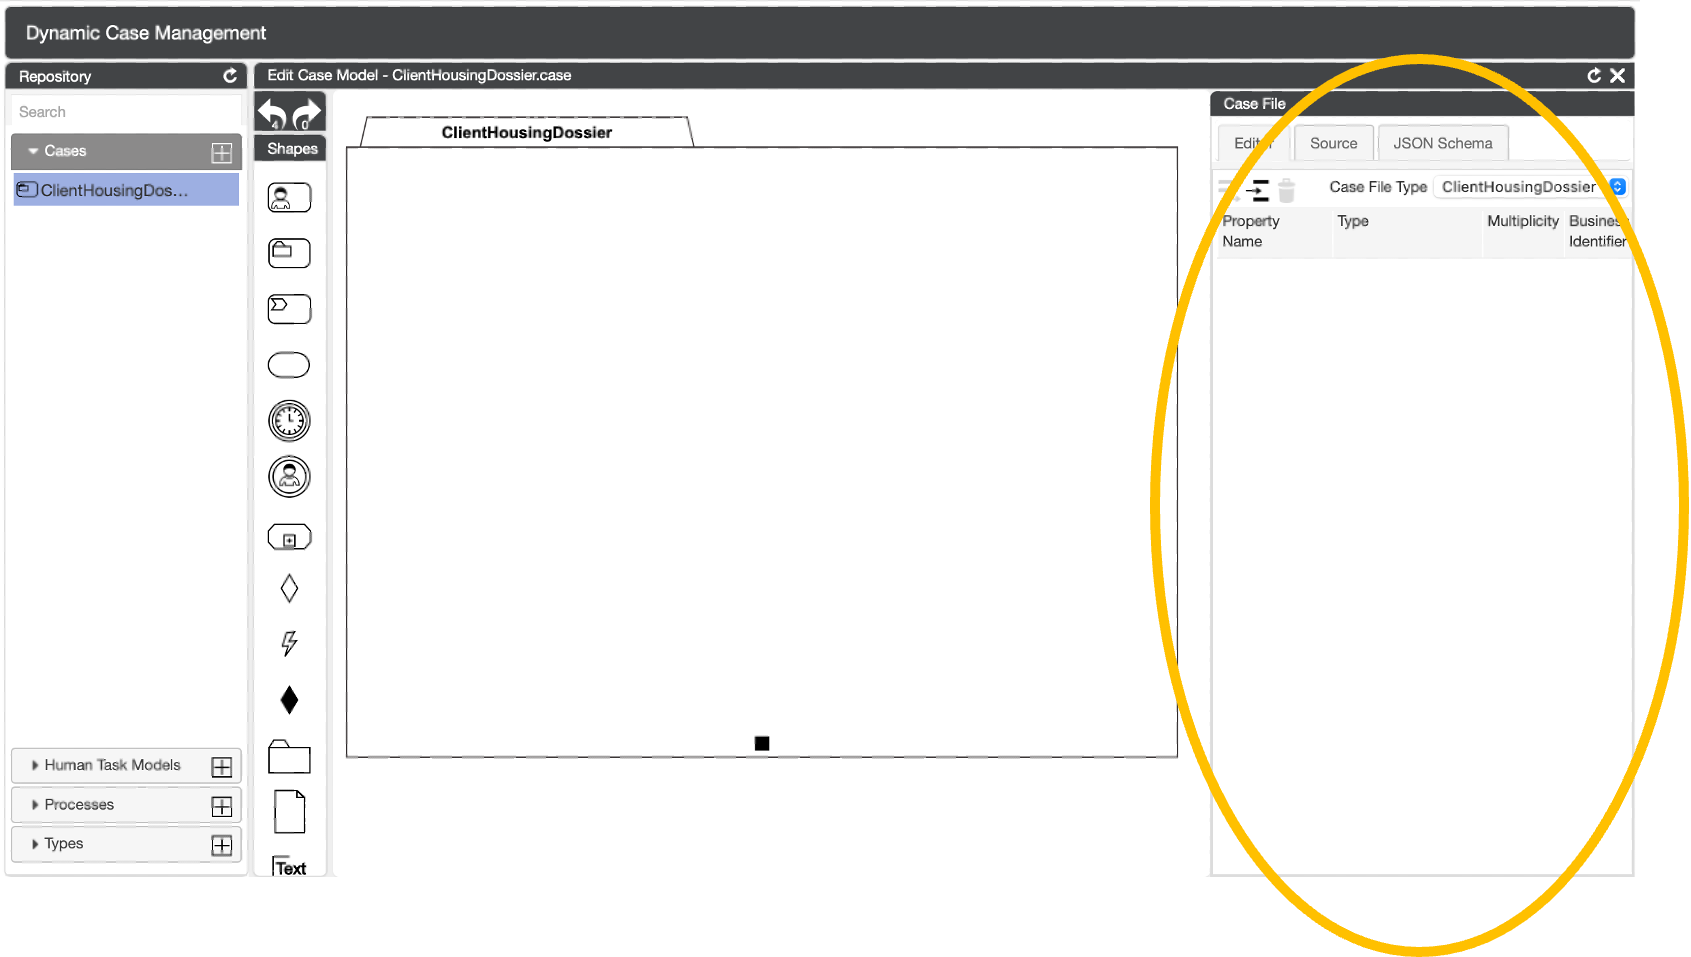 Dynamic Case Management
Repository
Edit Case Model - ClientHousingDossier.case
Search
Cases
ClientHousingDos...
4 0
Shapes
ClientHousingDossier
Text
Human Task Models
Processes
Types
Case File
Editor Source JSON Schema
Case File Type ClientHousingDossier
Property Type Multiplicity Business
Name Identifier